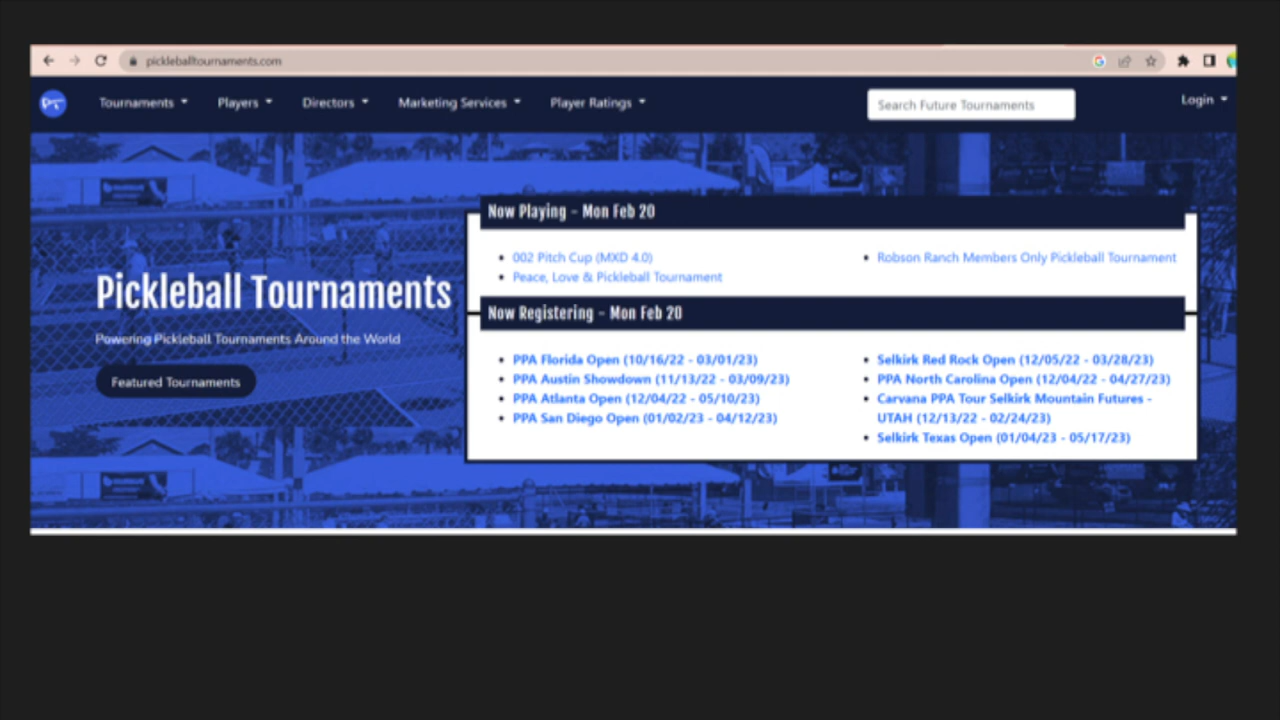 pickleballtournaments.com
Tournaments Players Directors Marketing Services Player Ratings Search Future Tournaments Login
Now Playing - Mon Feb 20
002 Pitch Cup (MXD 4.0)
Peace, Love & Pickleball Tournament
Robson Ranch Members Only Pickleball Tournament
Pickleball Tournaments
Powering Pickleball Tournaments Around the World
Featured Tournaments
Now Registering - Mon Feb 20
PPA Florida Open (10/16/22 - 03/01/23)
PPA Austin Showdown (11/13/22 - 03/09/23)
PPA Atlanta Open (12/04/22 - 05/10/23)
PPA San Diego Open (01/02/23 - 04/12/23)
Selkirk Red Rock Open (12/05/22 - 03/28/23)
PPA North Carolina Open (12/04/22 - 04/27/23)
Carvana PPA Tour Selkirk Mountain Futures -
UTAH (12/13/22 - 02/24/23)
Selkirk Texas Open (01/04/23 - 05/17/23)